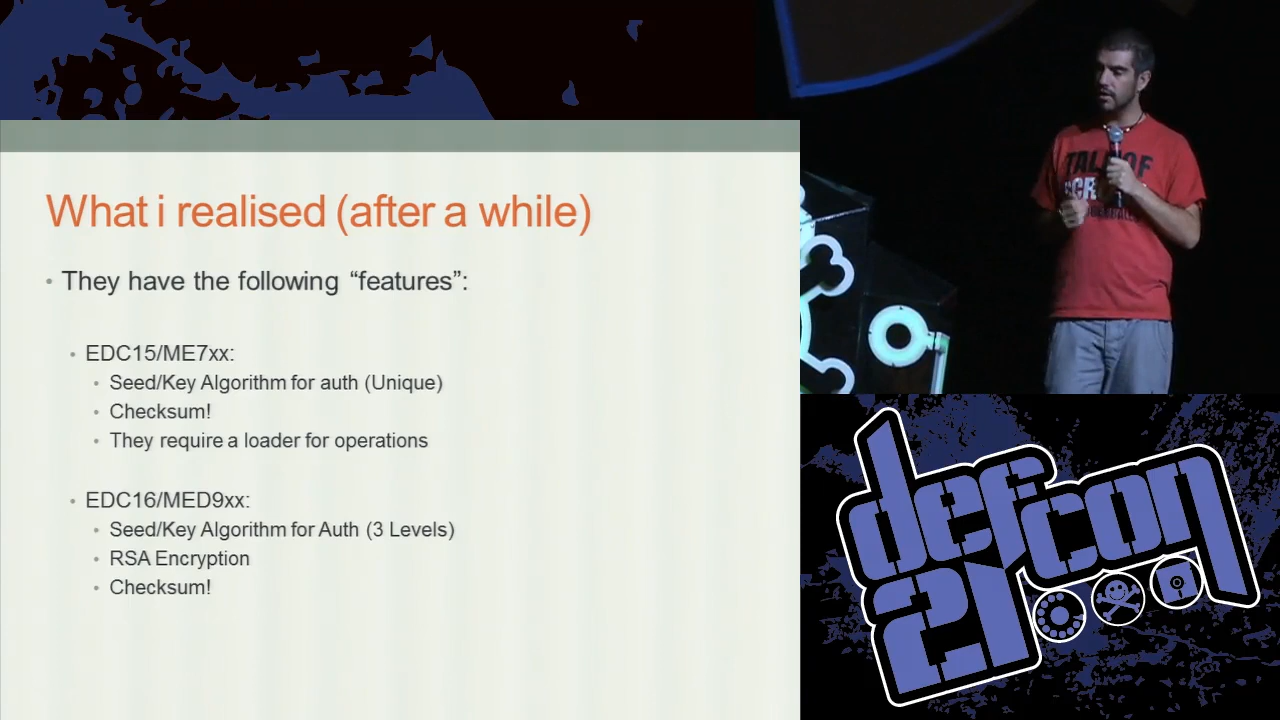 What i realised (after a while)
• They have the following “features”:
• EDC15/ME7xx:
• Seed/Key Algorithm for auth (Unique)
• Checksum!
• They require a loader for operations
• EDC16/MED9xx:
• Seed/Key Algorithm for Auth (3 Levels)
• RSA Encryption
• Checksum!
defcon
21